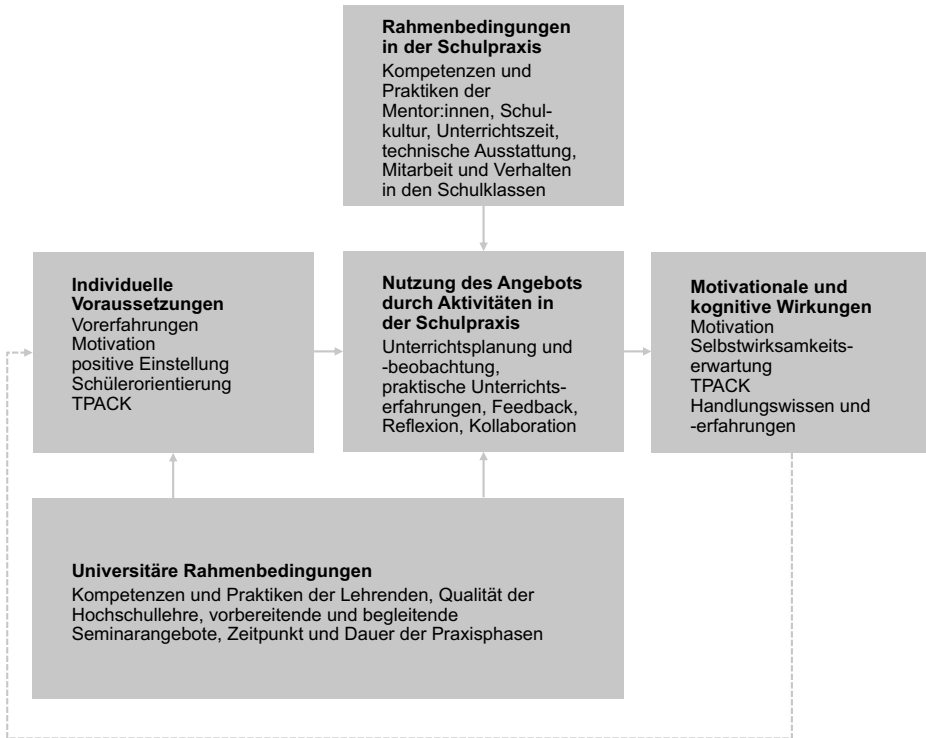 Rahmenbedingungen
in der Schulpraxis
Kompetenzen und
Praktiken der
Mentor:innen, Schul-
kultur, Unterrichtszeit,
technische Ausstattung,
Mitarbeit und Verhalten
in den Schulklassen
Individuelle
Voraussetzungen
Vorerfahrungen
Motivation
positive Einstellung
Schülerorientierung
TPACK
Nutzung des Angebots
durch Aktivitäten in
der Schulpraxis
Unterrichtsplanung und
-beobachtung,
praktische Unterrichts-
erfahrungen, Feedback,
Reflexion, Kollaboration
Motivationale und
kognitive Wirkungen
Motivation
Selbstwirksamkeits-
erwartung
TPACK
Handlungswissen und
-erfahrungen
Universitäre Rahmenbedingungen
Kompetenzen und Praktiken der Lehrenden, Qualität der
Hochschullehre, vorbereitende und begleitende
Seminarangebote, Zeitpunkt und Dauer der Praxisphasen